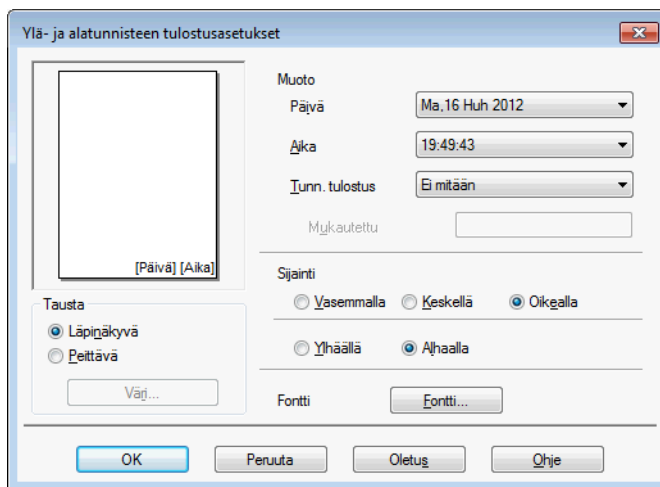 Ylä- ja alatunnisteen tulostusasetukset
[Päivä] [Aika]
Tausta
Läpinäkyvä
Peittävä
Väri...
Muoto
Päivä
Ma,16 Huh 2012
Aika
19:49:43
Tunn. tulostus
Ei mitään
Mukautettu
Sijainti
Vasemmalla Keskellä Oikealla
Ylhäällä Alhaalla
Fontti Fontti...
OK Peruuta Oletus Ohje